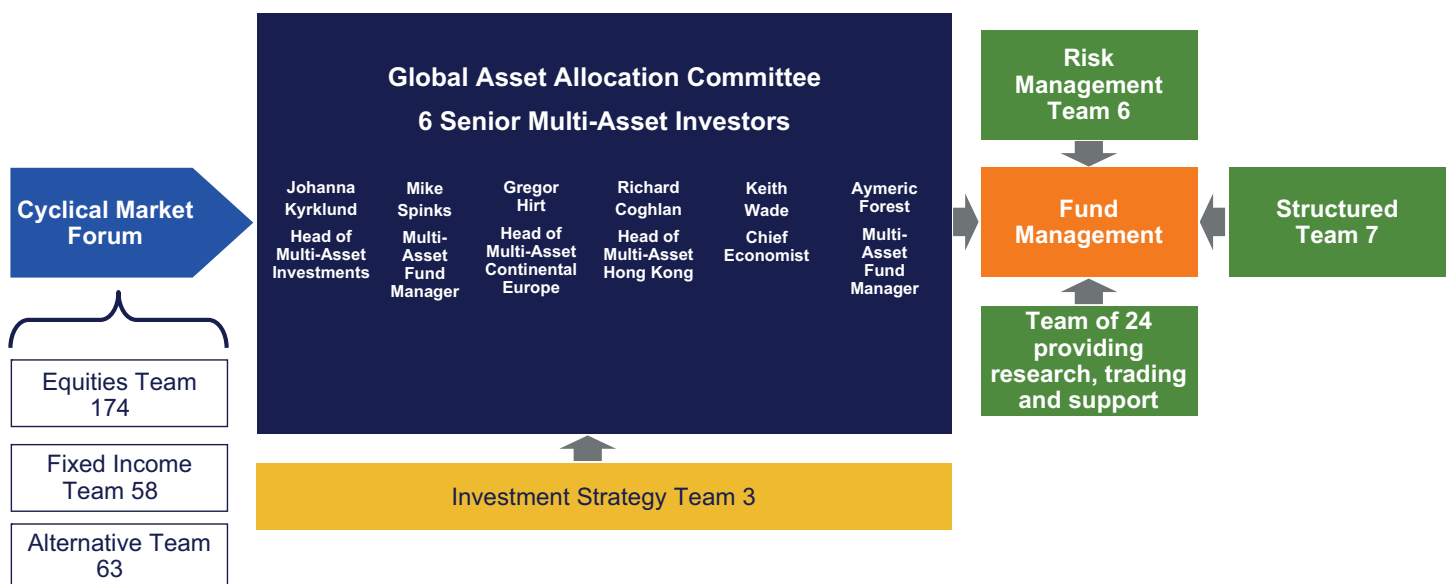 Cyclical Market
Forum
Equities Team
174
Fixed Income
Team 58
Alternative Team
63
Global Asset Allocation Committee
6 Senior Multi-Asset Investors
Johanna
Kyrklund
Head of
Multi-Asset
Investments
Mike
Spinks
Multi-
Asset
Fund
Manager
Gregor
Hirt
Head of
Multi-Asset
Continental
Europe
Richard
Coghlan
Head of
Multi-Asset
Hong Kong
Keith
Wade
Chief
Economist
Aymeric
Forest
Multi-
Asset
Fund
Manager
Investment Strategy Team 3
Risk
Management
Team 6
Fund
Management
Structured
Team 7
Team of 24
providing
research, trading
and support